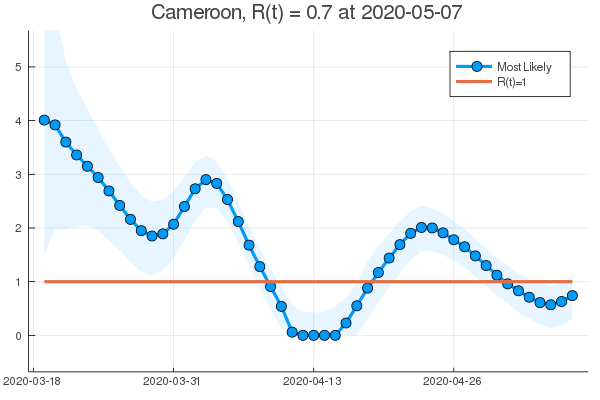 Cameroon, R(t) = 0.7 at 2020-05-07
5
4
3
2
1
0
Most Likely
R(t)=1
2020-03-18 2020-03-31 2020-04-13 2020-04-26